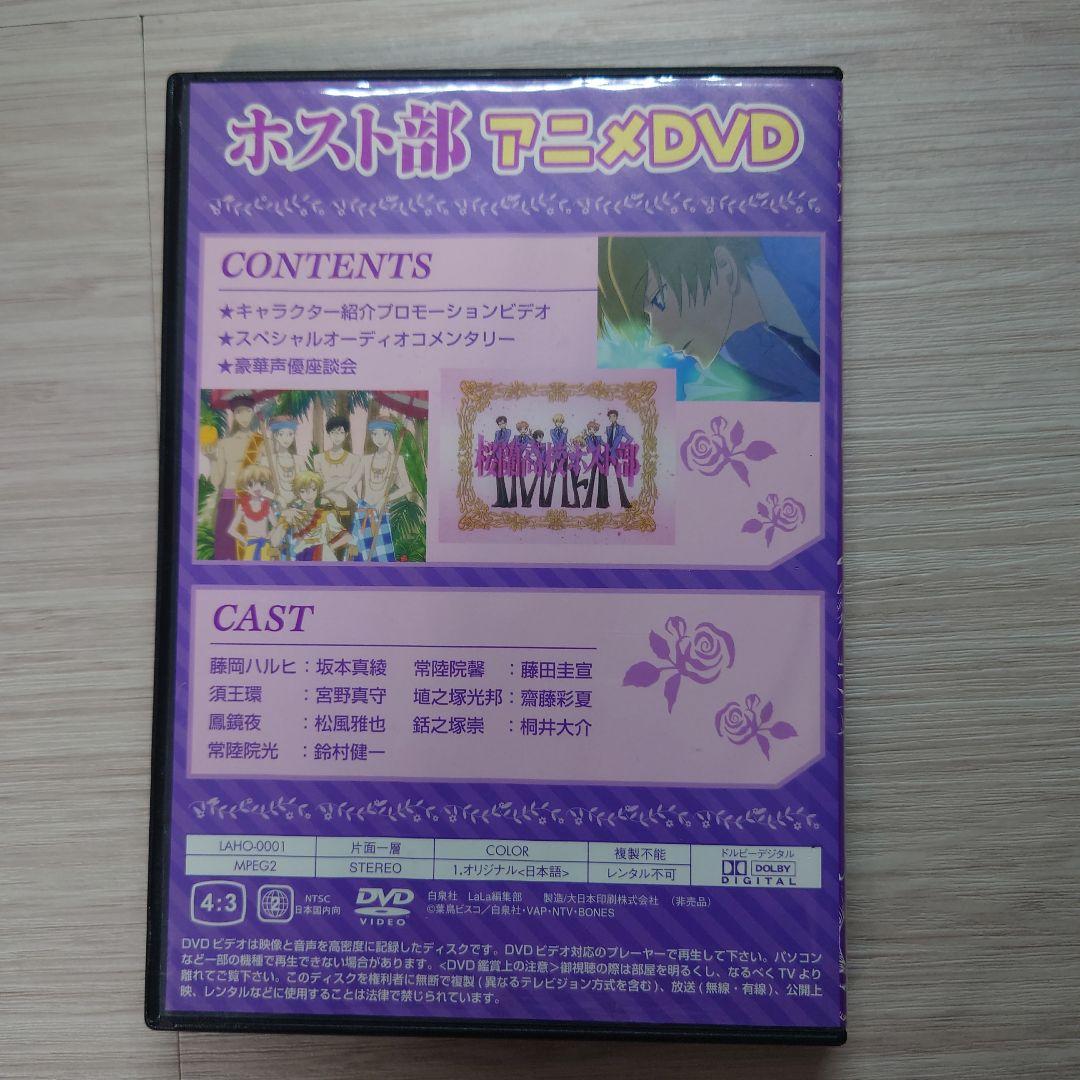 ホスト部 アニメDVD
CONTENTS
★キャラクター紹介プロモーションビデオ
★スペシャルオーディオコメンタリー
★豪華声優座談会
桜蘭高校ホスト部
CAST
藤岡ハルヒ：坂本真綾 常陸院馨 ：藤田圭宣
須王環 ：宮野真守 埴之塚光邦：齋藤彩夏
鳳鏡夜 ：松風雅也 銛之塚崇 ：桐井大介
常陸院光 ：鈴村健一
LAHO-0001 片面一層 COLOR 複製不能 ドルビーデジタル
MPEG2 STEREO 1.オリジナル<日本語> レンタル不可 DOLBY
DIGITAL
4:3 2 NTSC 日本国内向 DVD VIDEO 白泉社 LaLa編集部 製造/大日本印刷株式会社 （非売品）
©葉鳥ビスコ／白泉社・VAP・NTV・BONES
DVDビデオは映像と音声を高密度に記録したディスクです。DVDビデオ対応のプレーヤーで再生して下さい。パソコン
など一部の機種で再生できない場合があります。<DVD鑑賞上の注意>御視聴の際は部屋を明るくし、なるべくTVより
離れてご覧下さい。このディスクを権利者に無断で複製(異なるテレビジョン方式を含む)、放送(無線・有線)、公開上
映、レンタルなどに使用することは法律で禁じられています。